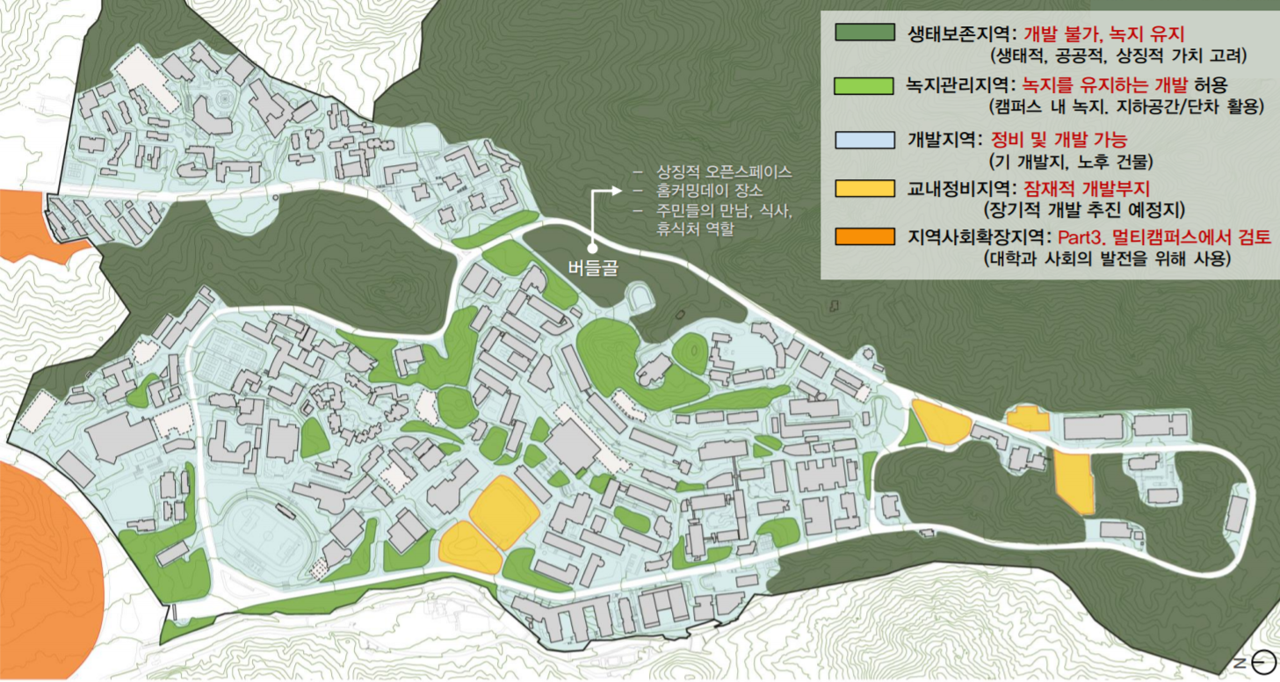 생태보존지역: 개발 불가, 녹지 유지
(생태적, 공공적, 상징적 가치 고려)
녹지관리지역: 녹지를 유지하는 개발 허용
(캠퍼스 내 녹지. 지하공간/단차 활용)
개발지역: 정비 및 개발 가능
(기 개발지, 노후 건물)
교내정비지역: 잠재적 개발부지
(장기적 개발 추진 예정지)
지역사회확장지역: Part3. 멀티캠퍼스에서 검토
(대학과 사회의 발전을 위해 사용)
– 상징적 오픈스페이스
– 홈커밍데이 장소
– 주민들의 만남, 식사,
휴식처 역할
버들골
N